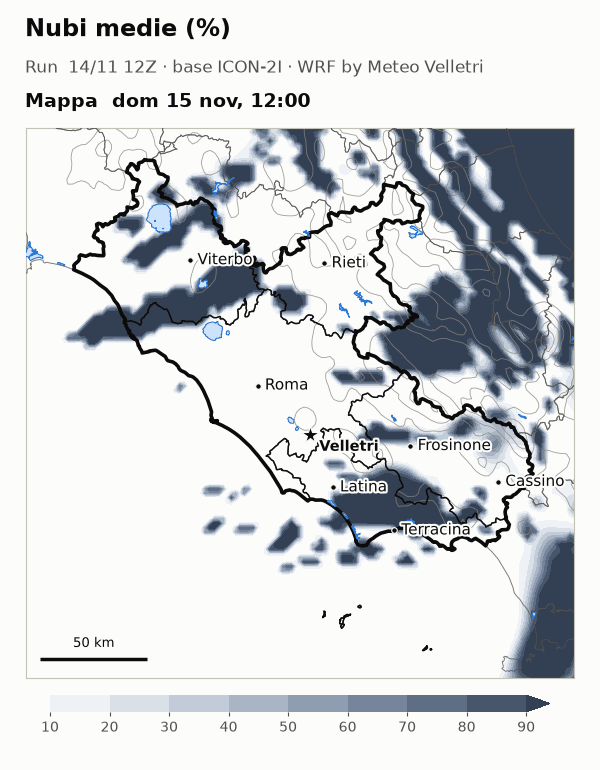 Nubi medie (%)
Run  14/11 12Z · base ICON-2I · WRF by Meteo Velletri
Mappa  dom 15 nov, 12:00
Viterbo
Rieti
Roma
Velletri
Frosinone
Cassino
Latina
Terracina
50 km
10 20 30 40 50 60 70 80 90